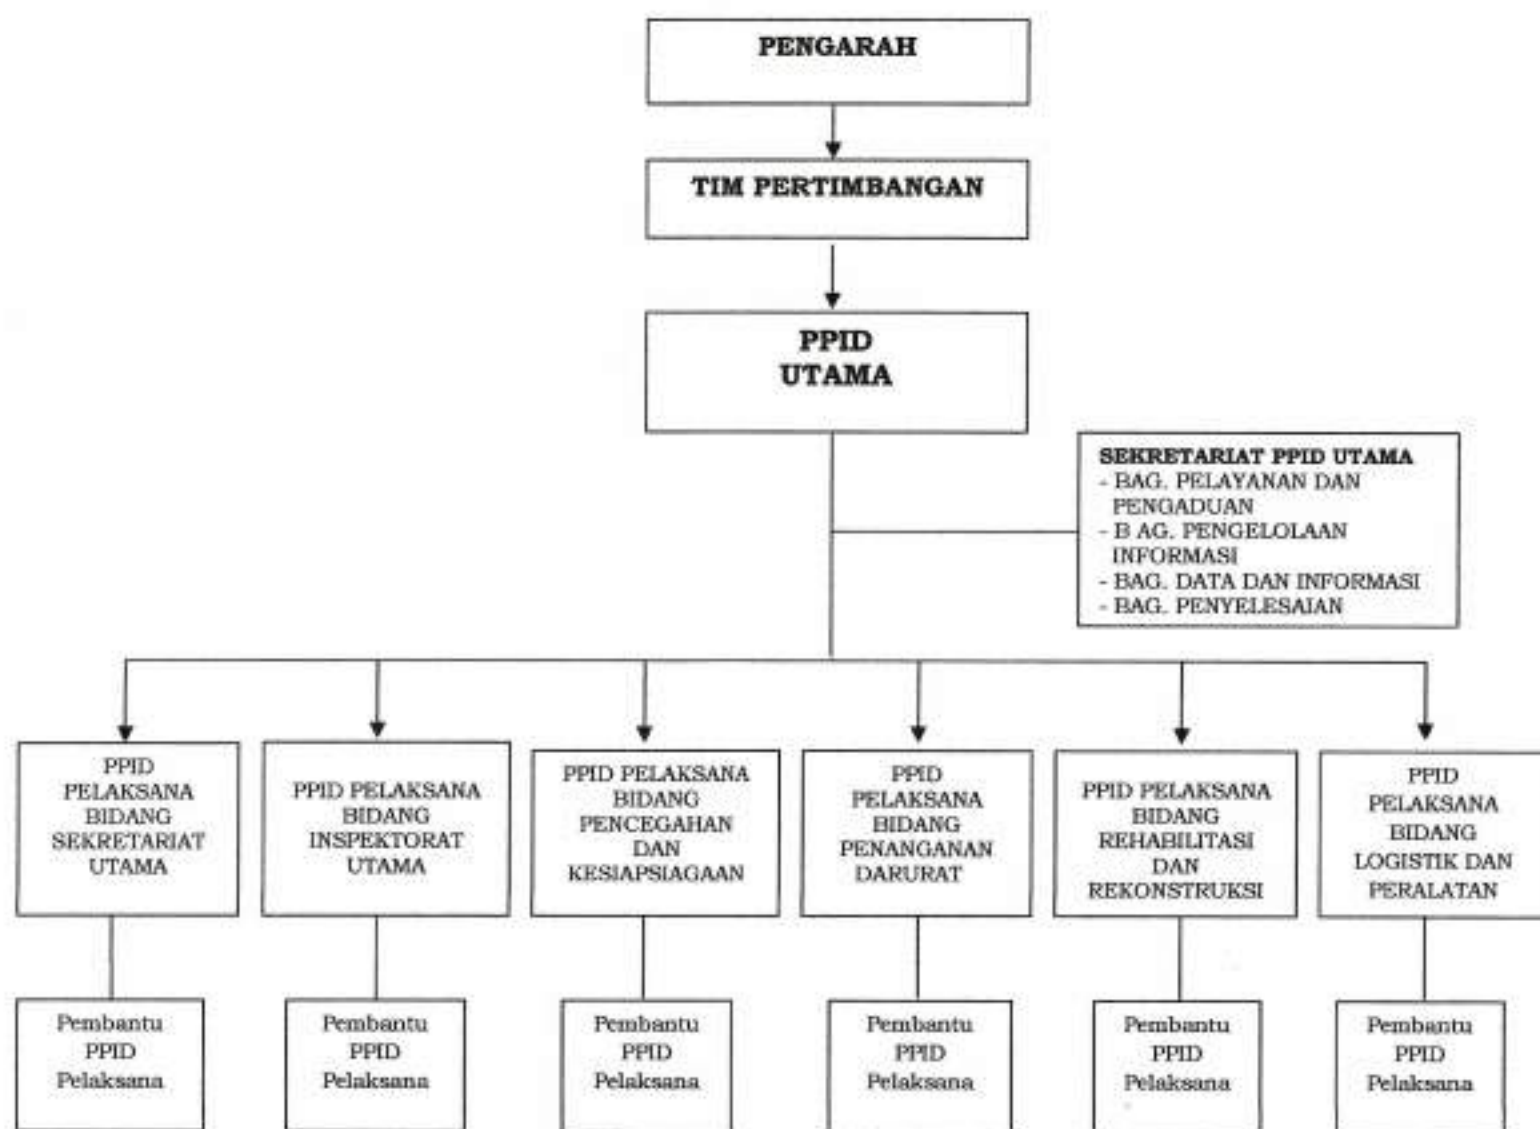 PENGARAH
TIM PERTIMBANGAN
PPID
UTAMA
SEKRETARIAT PPID UTAMA
- BAG. PELAYANAN DAN
PENGADUAN
- B AG. PENGELOLAAN
INFORMASI
- BAG. DATA DAN INFORMASI
- BAG. PENYELESAIAN
PPID
PELAKSANA
BIDANG
SEKRETARIAT
UTAMA
PPID PELAKSANA
BIDANG
INSPEKTORAT
UTAMA
PPID PELAKSANA
BIDANG
PENCEGAHAN
DAN
KESIAPSIAGAAN
PPID
PELAKSANA
BIDANG
PENANGANAN
DARURAT
PPID PELAKSANA
BIDANG
REHABILITASI
DAN
REKONSTRUKSI
PPID
PELAKSANA
BIDANG
LOGISTIK DAN
PERALATAN
Pembantu
PPID
Pelaksana
Pembantu
PPID
Pelaksana
Pembantu
PPID
Pelaksana
Pembantu
PPID
Pelaksana
Pembantu
PPID
Pelaksana
Pembantu
PPID
Pelaksana